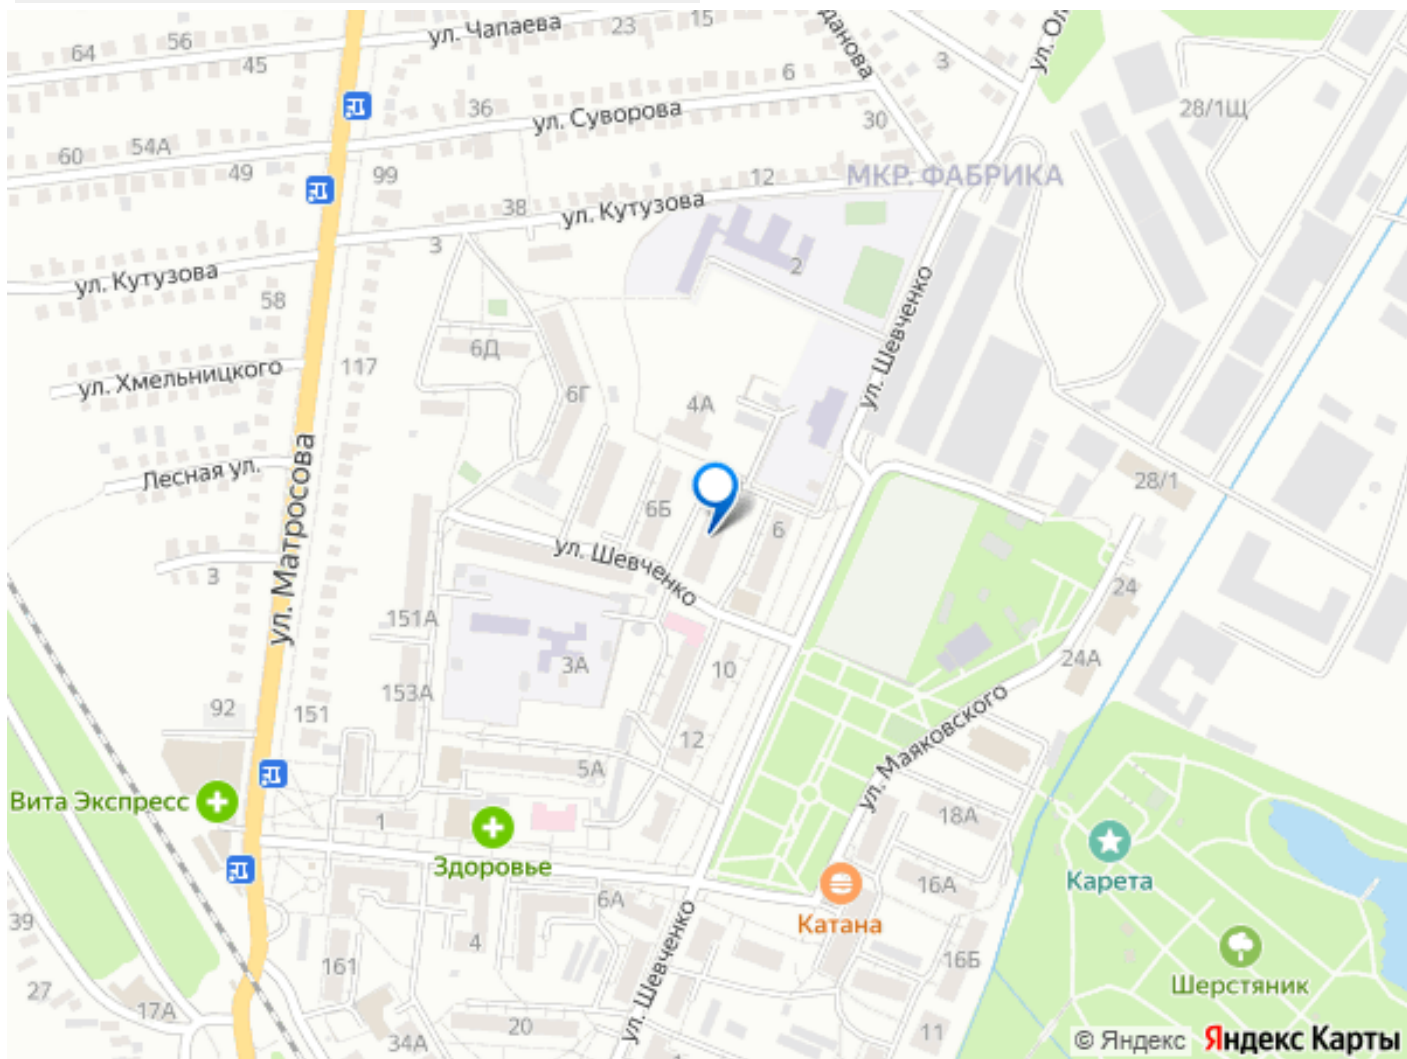 ул. Чапаева
15
23
56
64
45
данова
3
ул. Ол
6
36
ул. Суворова
28/1Щ
30
54А
60
49
99
12
МКР. ФАБРИКА
38
ул. Кутузова
3
2
ул. Кутузова
58
ул. Шевченко
6Д
117
ул. Хмельницкого
6Г
4А
Лесная ул.
ул. Матросова
28/1
6Б
6
ул. Шевченко
3
24
151А
3А
10
24А
153А
92
151
12
ул. Маяковского
5А
Вита Экспресс
1
18А
Здоровье
Карета
16А
6А
Катана
39
4
ул. Шевченко
161
16Б
27
Шерстяник
17А
20
11
34А
© Яндекс Яндекс Карты